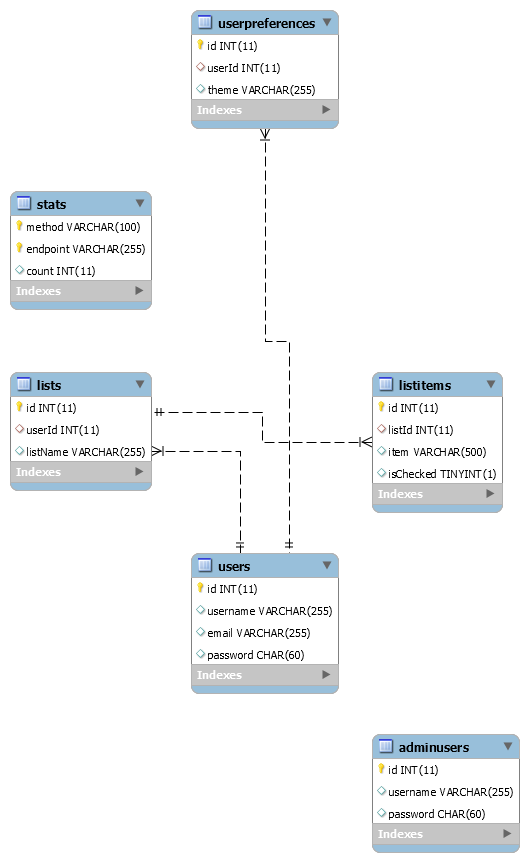 userpreferences
id INT(11)
userId INT(11)
theme VARCHAR(255)
Indexes
stats
method VARCHAR(100)
endpoint VARCHAR(255)
count INT(11)
Indexes
lists
id INT(11)
userId INT(11)
listName VARCHAR(255)
Indexes
listitems
id INT(11)
listId INT(11)
item VARCHAR(500)
isChecked TINYINT(1)
Indexes
users
id INT(11)
username VARCHAR(255)
email VARCHAR(255)
password CHAR(60)
Indexes
adminusers
id INT(11)
username VARCHAR(255)
password CHAR(60)
Indexes